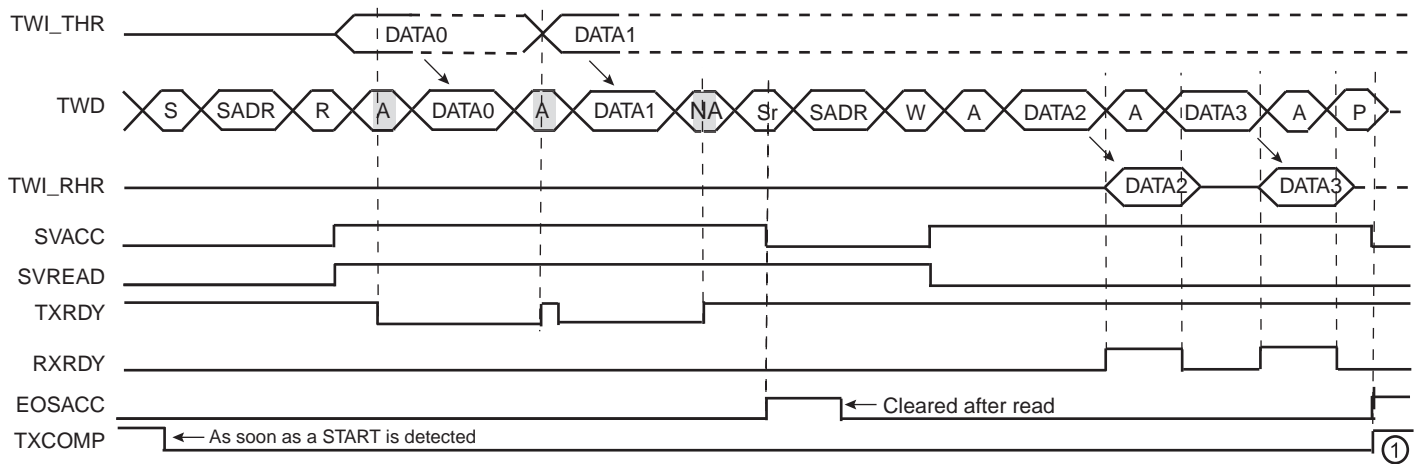 TWI_THR DATA0 DATA1
TWD S SADR R A DATA0 A DATA1 NA Sr SADR W A DATA2 A DATA3 A P
TWI_RHR DATA2 DATA3
SVACC
SVREAD
TXRDY
RXRDY
EOSACC Cleared after read
TXCOMP As soon as a START is detected 1